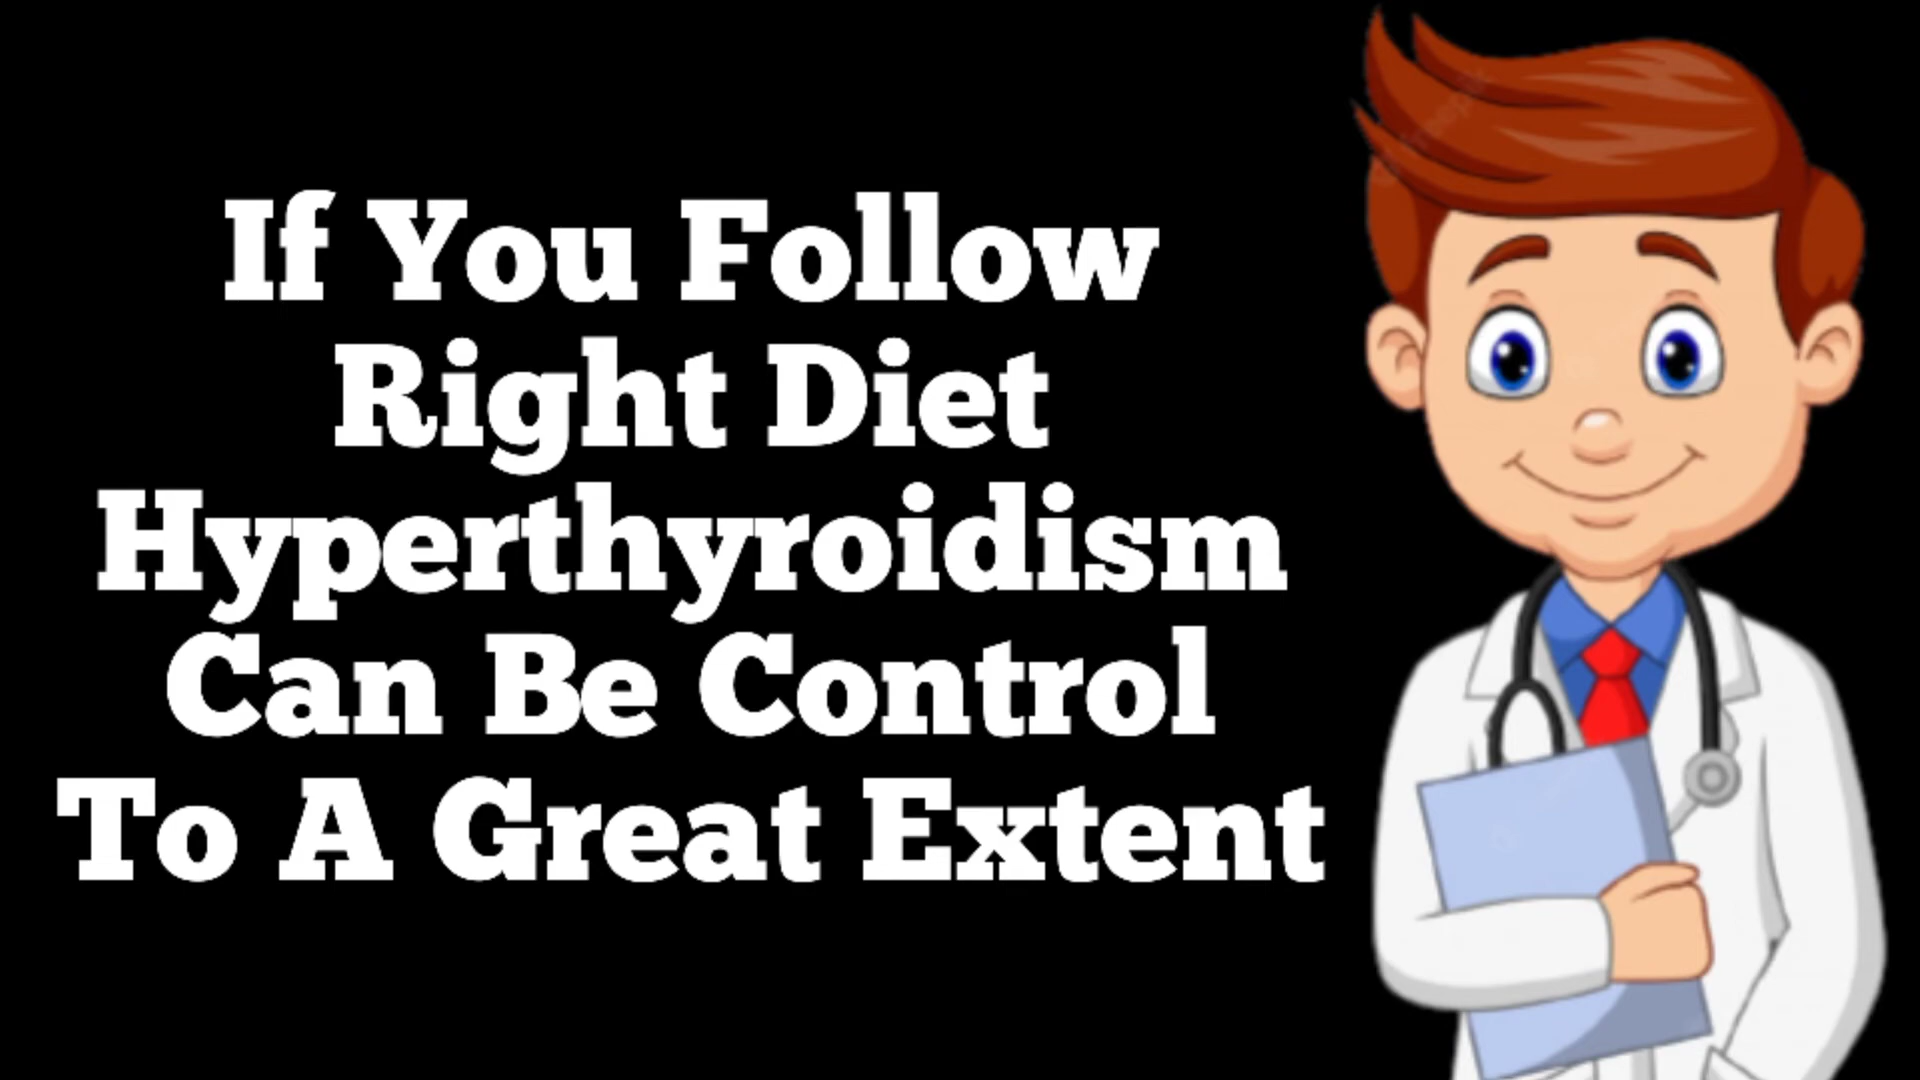 If You Follow
Right Diet
Hyperthyroidism
Can Be Control
To A Great Extent